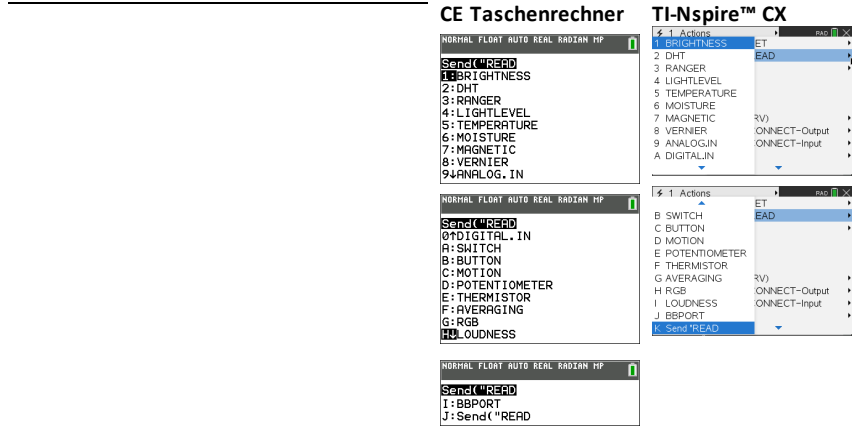 CE Taschenrechner
NORMAL FLOAT AUTO REAL RADIAN MP
Send("READ
1:BRIGHTNESS
2:DHT
3:RANGER
4:LIGHTLEVEL
5:TEMPERATURE
6:MOISTURE
7:MAGNETIC
8:VERNIER
9↓ANALOG.IN
NORMAL FLOAT AUTO REAL RADIAN MP
Send("READ
0↑DIGITAL.IN
A:SWITCH
B:BUTTON
C:MOTION
D:POTENTIOMETER
E:THERMISTOR
F:AVERAGING
G:RGB
H↓LOUDNESS
NORMAL FLOAT AUTO REAL RADIAN MP
Send("READ
I:BBPORT
J:Send("READ
TI-Nspire™ CX
1 Actions RAD
1 BRIGHTNESS ET
2 DHT EAD
3 RANGER
4 LIGHTLEVEL
5 TEMPERATURE
6 MOISTURE
7 MAGNETIC RV)
8 VERNIER ONNECT-Output
9 ANALOG.IN ONNECT-Input
A DIGITAL.IN
1 Actions RAD
ET
B SWITCH EAD
C BUTTON
D MOTION
E POTENTIOMETER
F THERMISTOR
G AVERAGING RV)
H RGB ONNECT-Output
I LOUDNESS ONNECT-Input
J BBPORT
K Send "READ